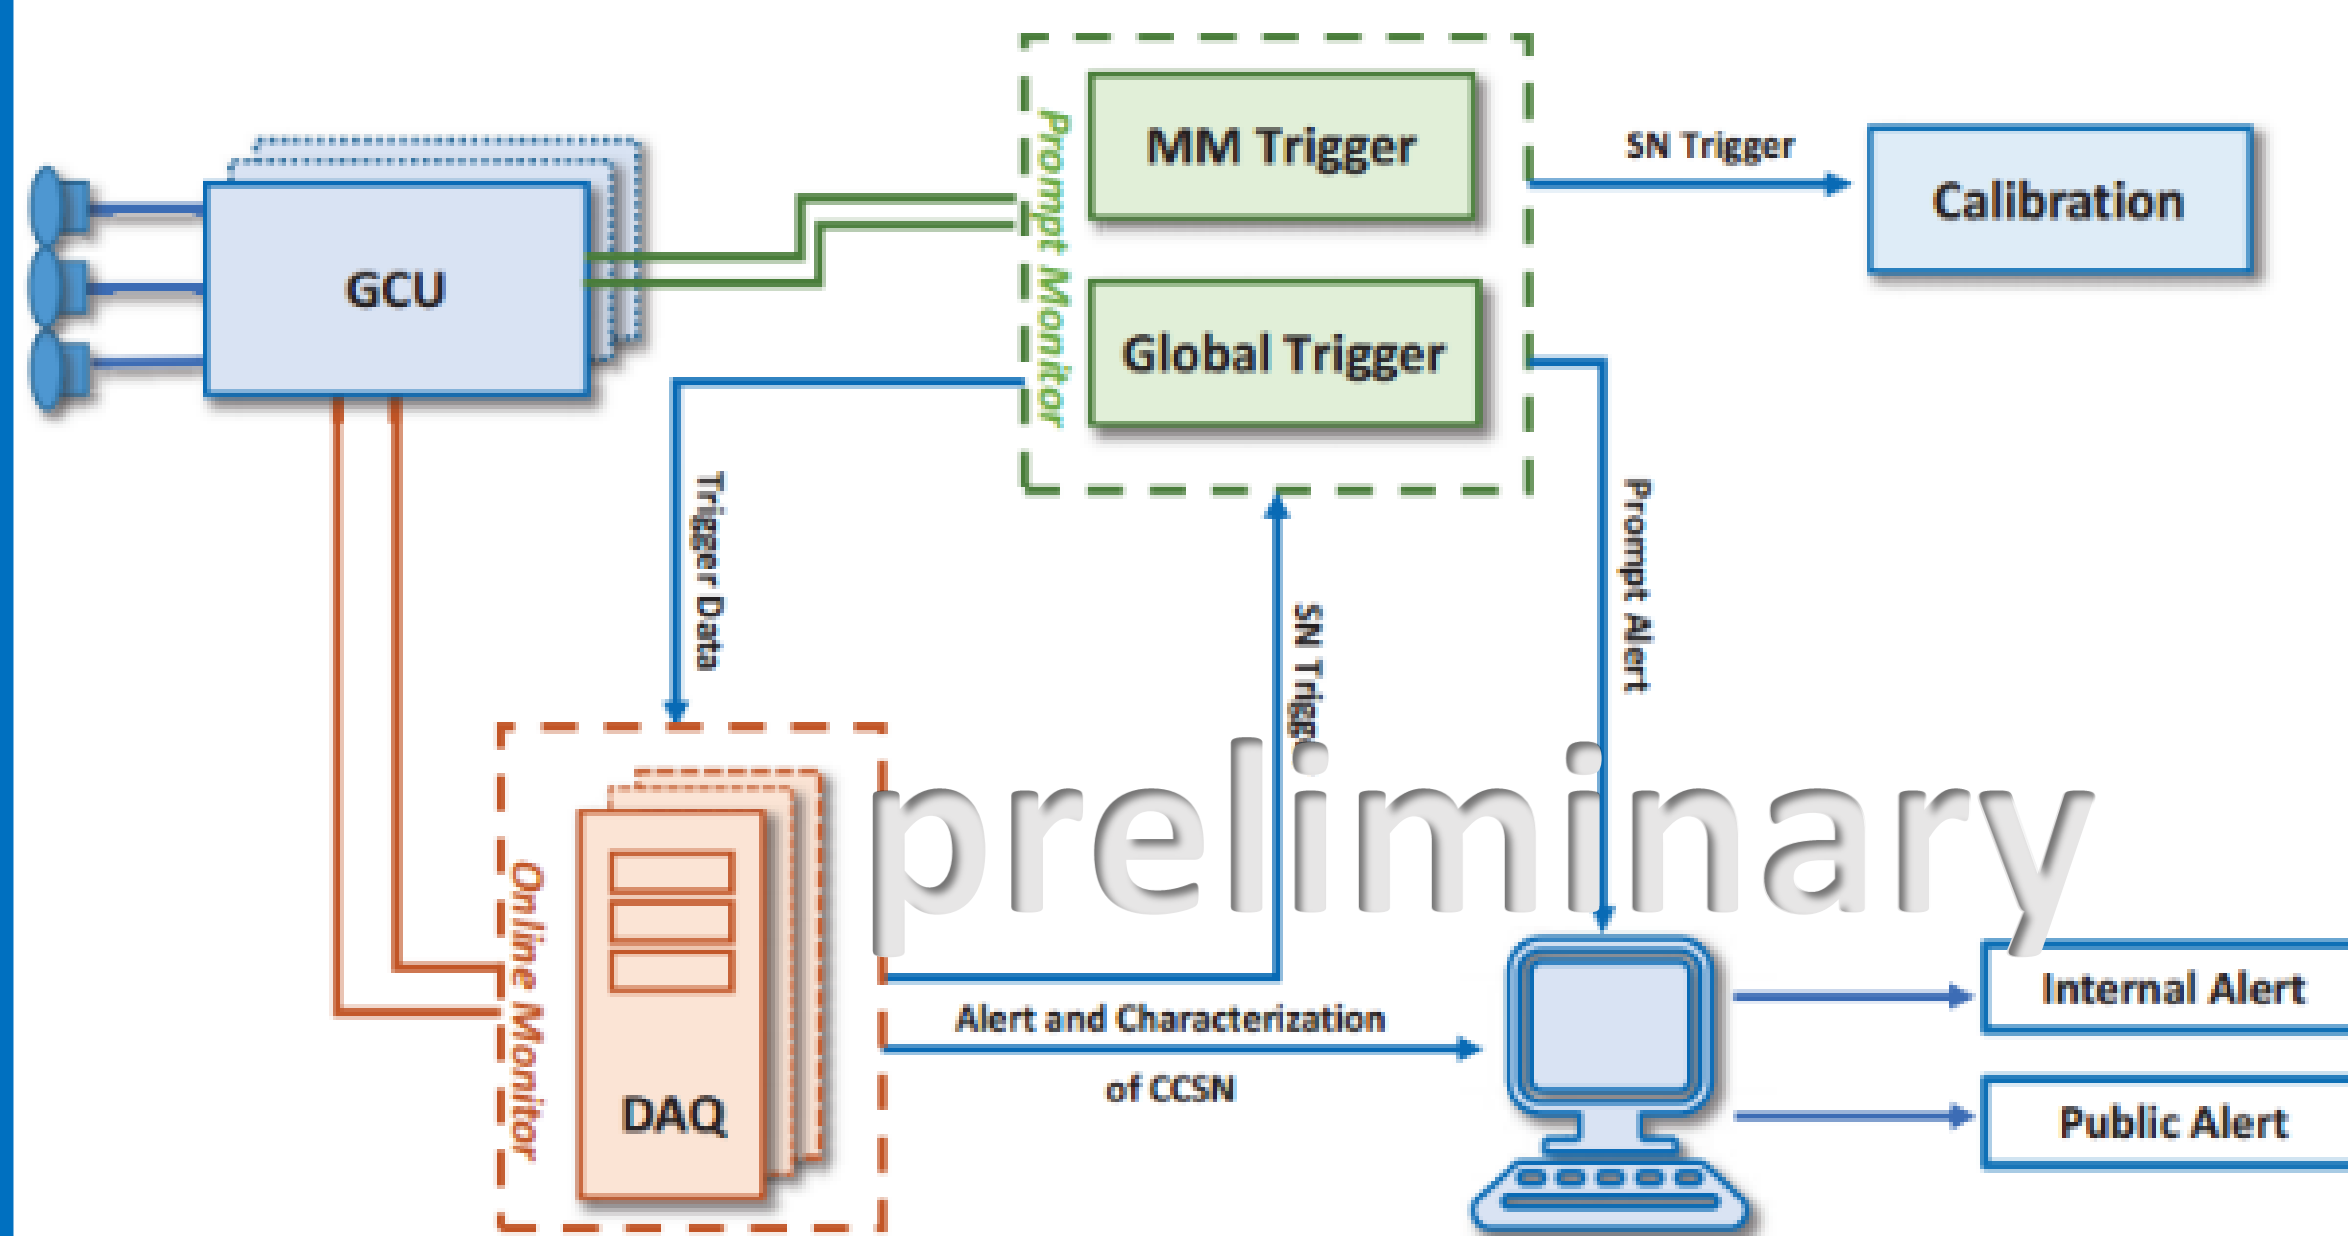 MM Trigger
SN Trigger
Calibration
GCU
Prompt Monitor
Global Trigger
Trigger Data
SN Trigg
Prompt Alert
preliminary
Online Monitor
DAQ
Alert and Characterization
of CCSN
Internal Alert
Public Alert